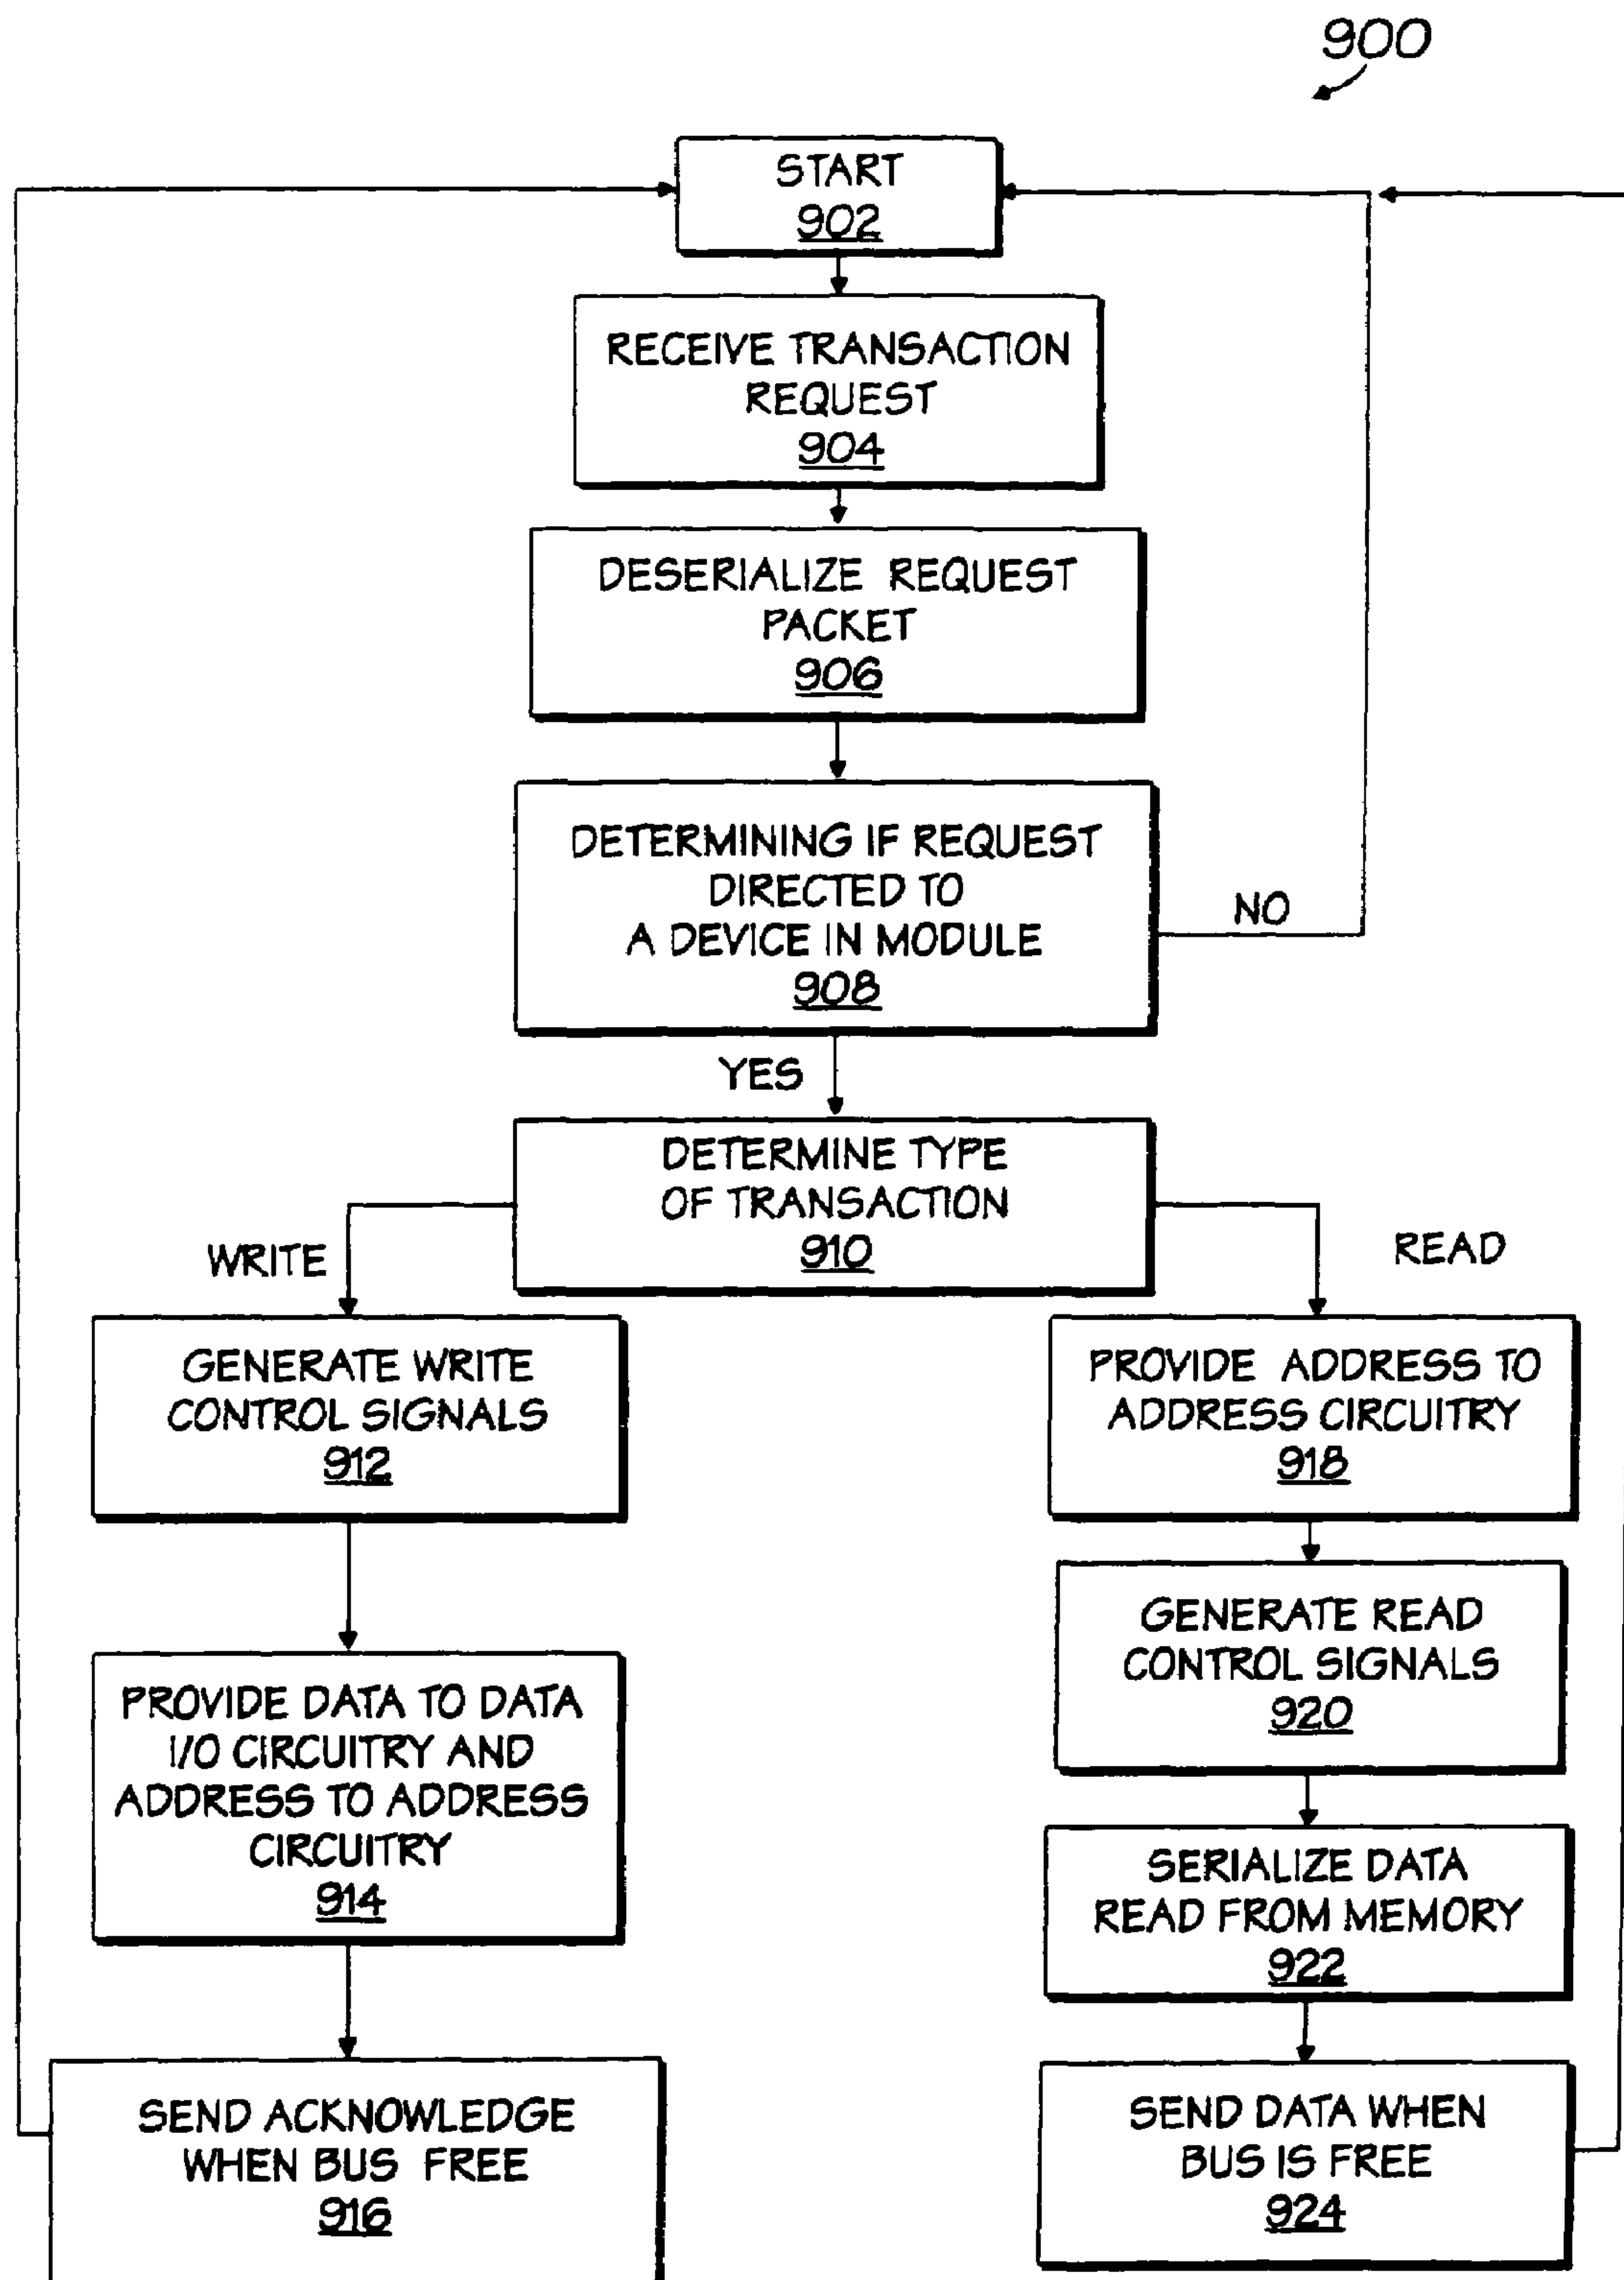 900
START
902
RECEIVE TRANSACTION
REQUEST
904
DESERIALIZE REQUEST
PACKET
906
DETERMINING IF REQUEST
DIRECTED TO
A DEVICE IN MODULE
908
NO
YES
DETERMINE TYPE
OF TRANSACTION
910
WRITE
READ
GENERATE WRITE
CONTROL SIGNALS
912
PROVIDE DATA TO DATA
I/O CIRCUITRY AND
ADDRESS TO ADDRESS
CIRCUITRY
914
SEND ACKNOWLEDGE
WHEN BUS FREE
916
PROVIDE ADDRESS TO
ADDRESS CIRCUITRY
918
GENERATE READ
CONTROL SIGNALS
920
SERIALIZE DATA
READ FROM MEMORY
922
SEND DATA WHEN
BUS IS FREE
924